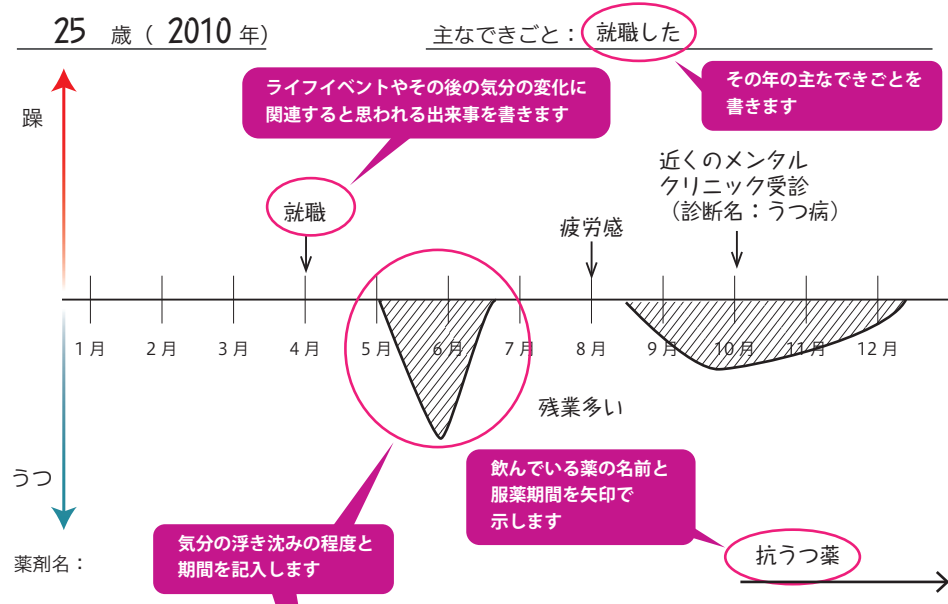 25 歳（ 2010 年）
主なできごと： 就職した
ライフイベントやその後の気分の変化に
関連すると思われる出来事を書きます
その年の主なできごとを
書きます
躁
近くのメンタル
クリニック受診
（診断名：うつ病）
就職
疲労感
1月 2月 3月 4月 5月 6月 7月 8月 9月 10月 11月 12月
残業多い
うつ
飲んでいる薬の名前と
服薬期間を矢印で
示します
気分の浮き沈みの程度と
期間を記入します
薬剤名：
抗うつ薬